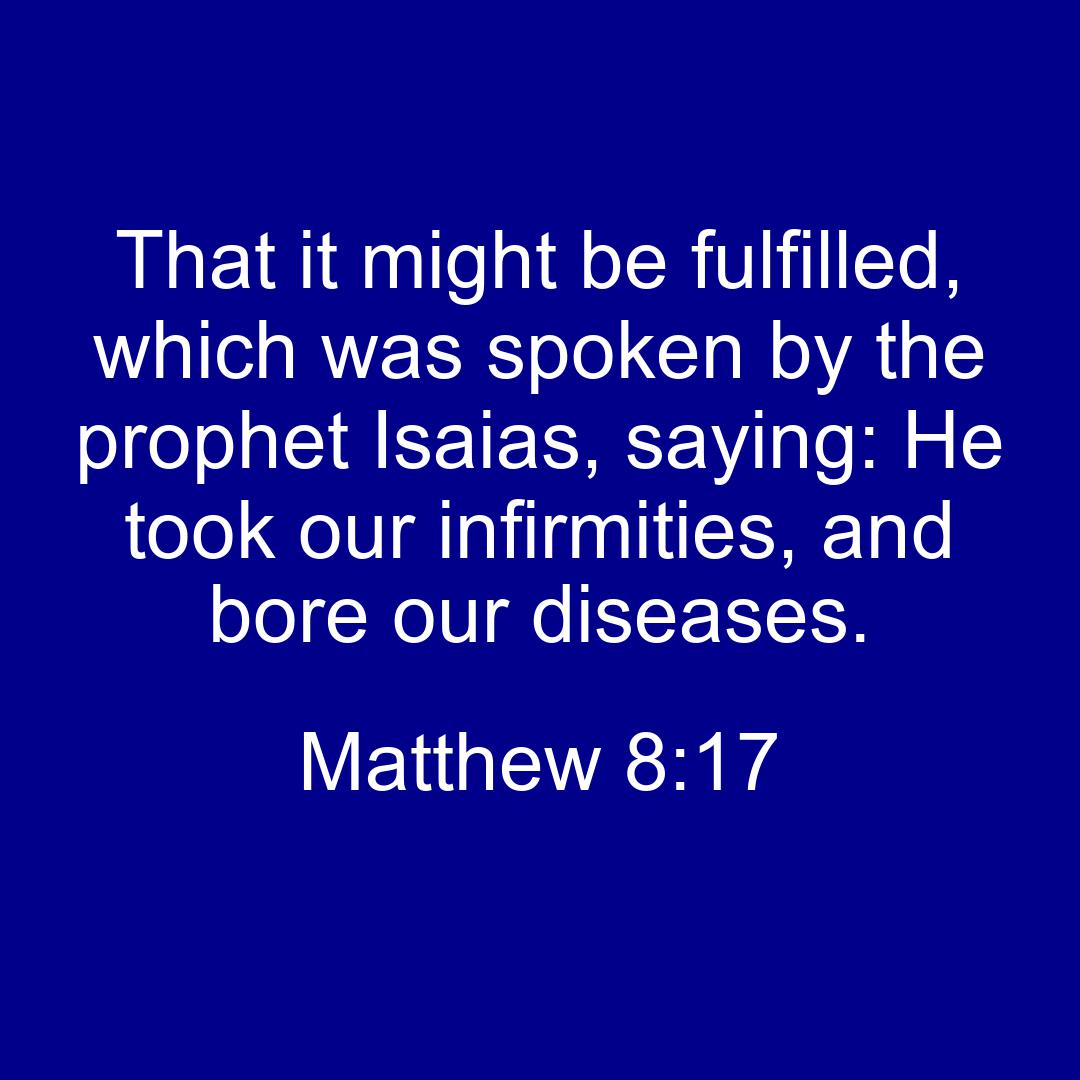 That it might be fulfilled,
which was spoken by the
prophet Isaias, saying: He
took our infirmities, and
bore our diseases.
Matthew 8:17